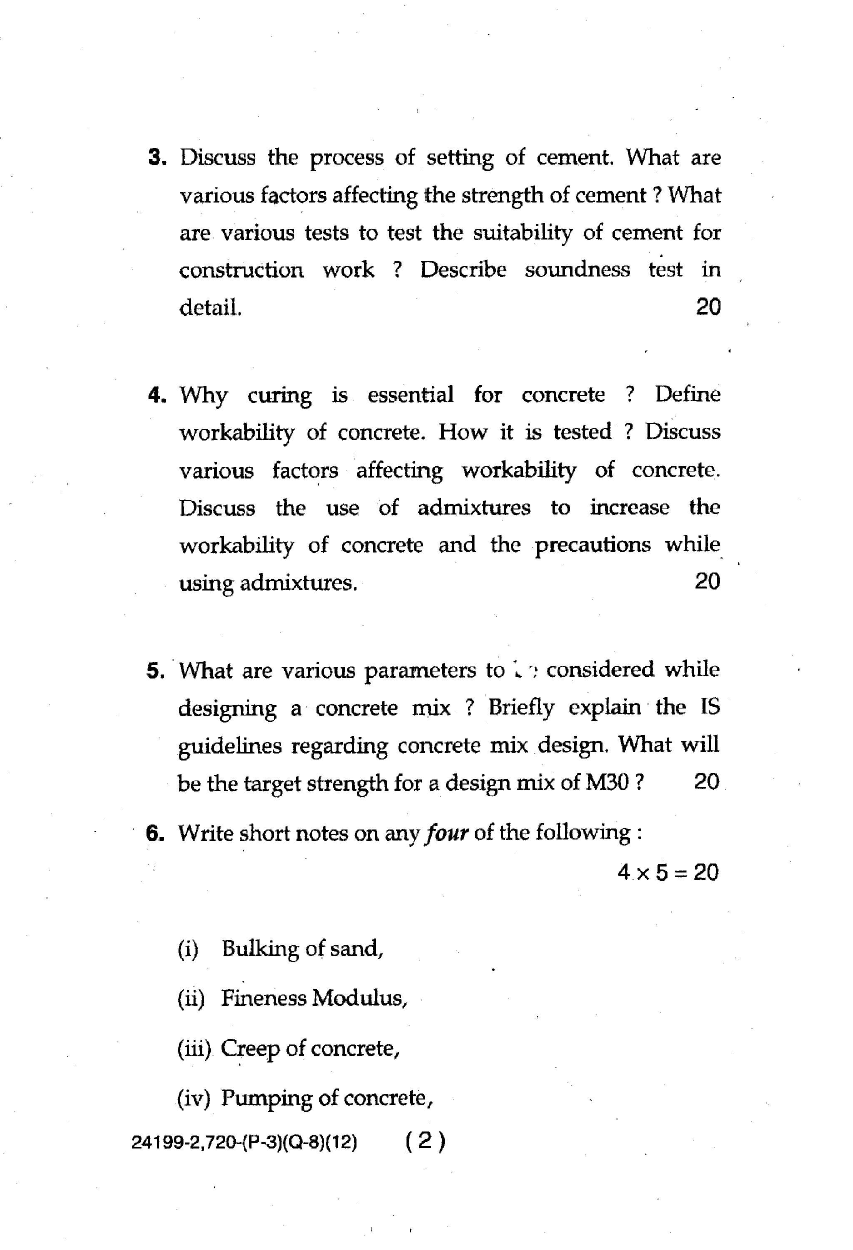 3. Discuss the process of setting of cement. What are
various factors affecting the strength of cement ? What
are various tests to test the suitability of cement for
construction work ? Describe soundness test in
detail. 20
4. Why curing is essential for concrete ? Define
workability of concrete. How it is tested ? Discuss
various factors affecting workability of concrete.
Discuss the use of admixtures to increase the
workability of concrete and the precautions while
using admixtures. 20
5. What are various parameters to considered while
designing a concrete mix ? Briefly explain the IS
guidelines regarding concrete mix design. What will
be the target strength for a design mix of M30 ? 20
6. Write short notes on any four of the following :
4 × 5 = 20
(i) Bulking of sand,
(ii) Fineness Modulus,
(iii) Creep of concrete,
(iv) Pumping of concrete,
24199-2,720-(P-3)(Q-8)(12) ( 2 )